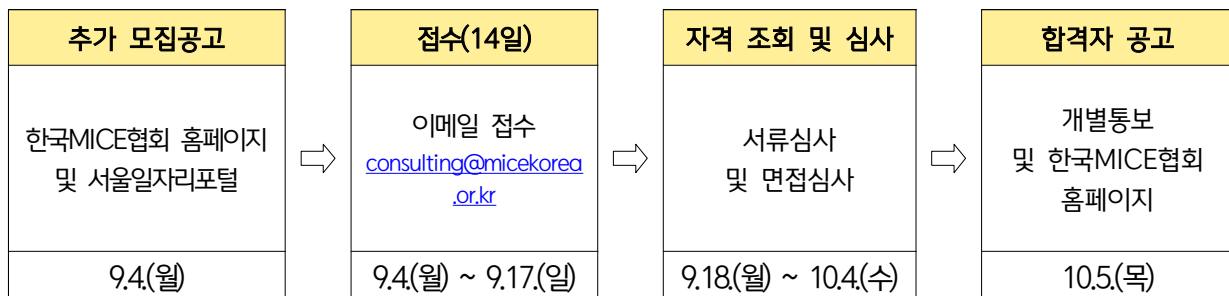 추가 모집공고
한국MICE협회 홈페이지
및 서울일자리포털
9.4.(월)
접수(14일)
이메일 접수
consulting@micekorea
.or.kr
9.4.(월) ~ 9.17.(일)
자격 조회 및 심사
서류심사
및 면접심사
9.18.(월) ~ 10.4.(수)
합격자 공고
개별통보
및 한국MICE협회
홈페이지
10.5.(목)